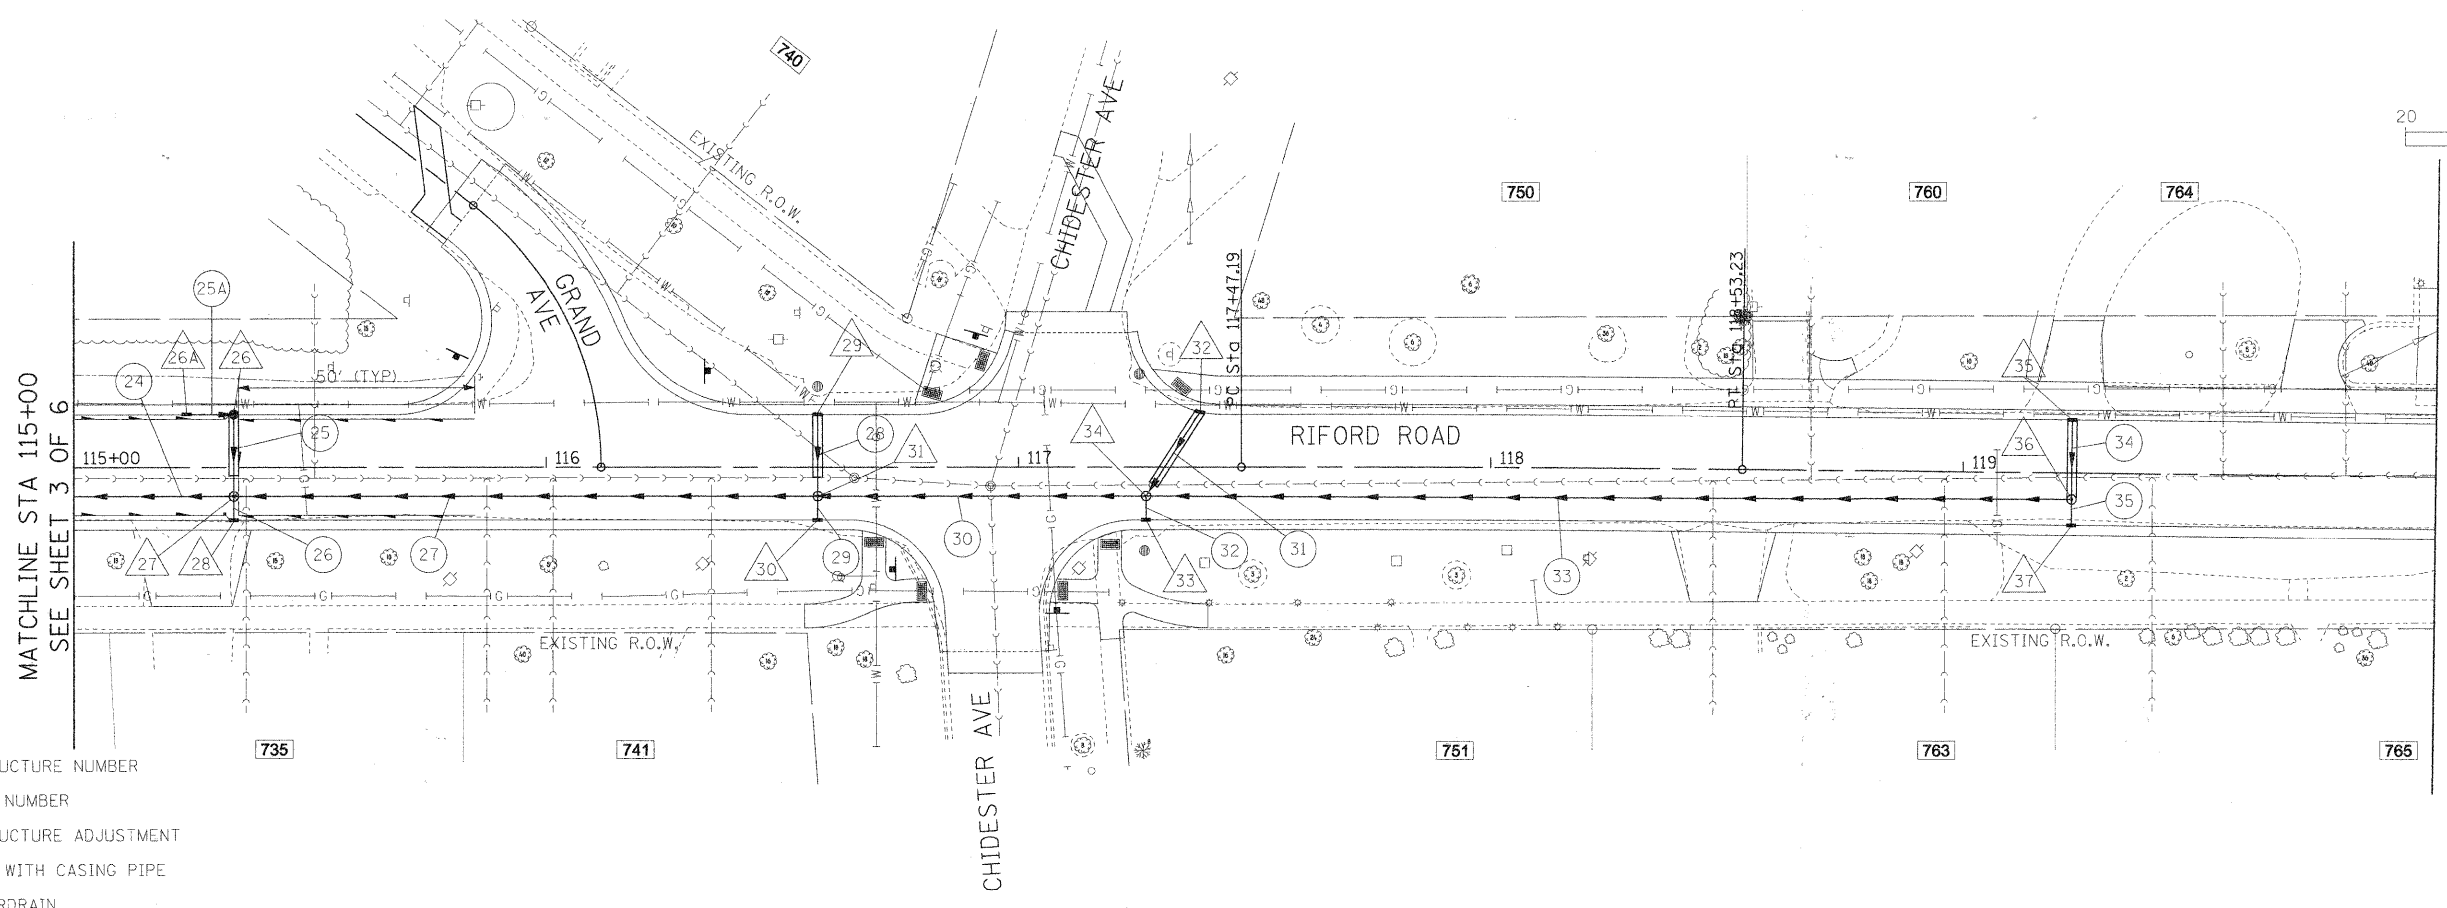 740
20
CHIDESTER AVE
EXISTING R.O.W.
750
760
764
GRAND
AVE
PC Sta 117+47.19
PT Sta 118+53.23
25A
26A
26
29
32
35
24
50' (TYP)
MATCHLINE STA 115+00
SEE SHEET 3 OF 6
25
28
31
34
RIFORD ROAD
36
34
115+00
116
117
118
119
35
27
28
26
27
30
29
30
33
32
31
33
37
EXISTING R.O.W.
EXISTING R.O.W.
735
741
CHIDESTER AVE
751
763
765
UCTURE NUMBER
NUMBER
UCTURE ADJUSTMENT
WITH CASING PIPE
RDRAIN